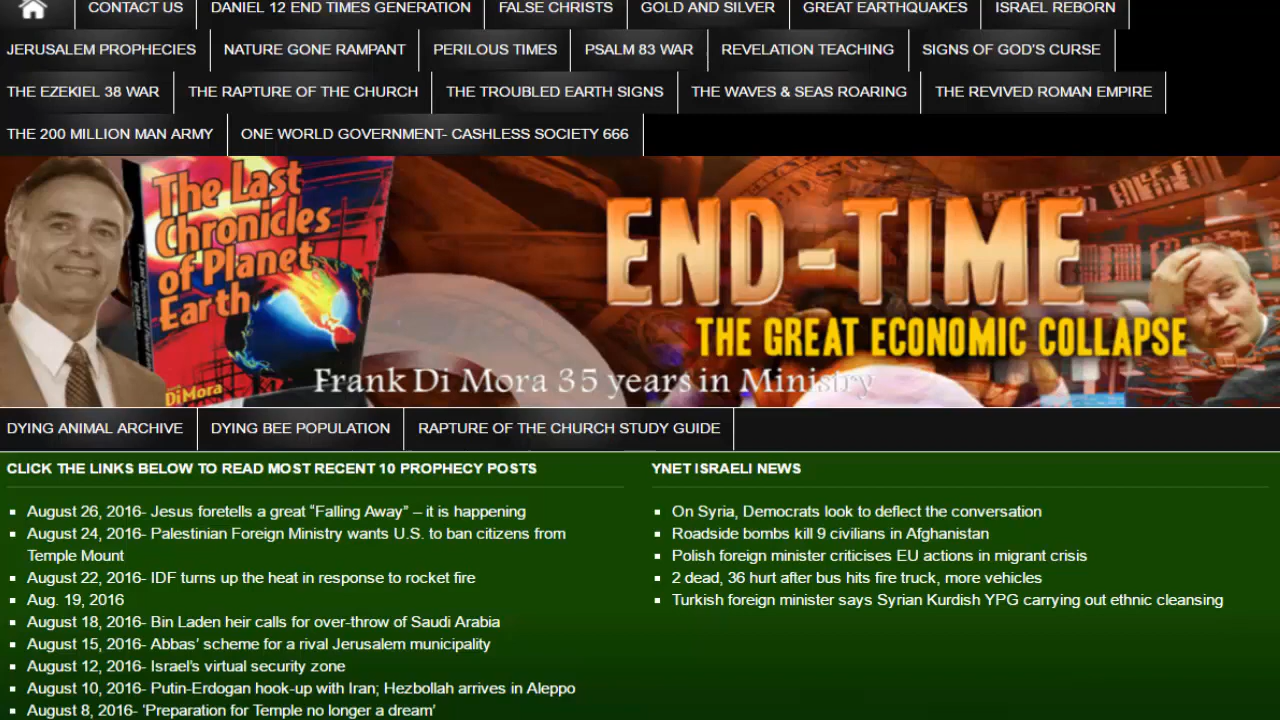 CONTACT US DANIEL 12 END TIMES GENERATION FALSE CHRISTS GOLD AND SILVER GREAT EARTHQUAKES ISRAEL REBORN
JERUSALEM PROPHECIES NATURE GONE RAMPANT PERILOUS TIMES PSALM 83 WAR REVELATION TEACHING SIGNS OF GOD'S CURSE
THE EZEKIEL 38 WAR THE RAPTURE OF THE CHURCH THE TROUBLED EARTH SIGNS THE WAVES & SEAS ROARING THE REVIVED ROMAN EMPIRE
THE 200 MILLION MAN ARMY ONE WORLD GOVERNMENT- CASHLESS SOCIETY 666
The Last
Chronicles
of Planet
Earth
DiMora
END-TIME
THE GREAT ECONOMIC COLLAPSE
Frank Di Mora 35 years in Ministry
DYING ANIMAL ARCHIVE DYING BEE POPULATION RAPTURE OF THE CHURCH STUDY GUIDE
CLICK THE LINKS BELOW TO READ MOST RECENT 10 PROPHECY POSTS
August 26, 2016- Jesus foretells a great “Falling Away” – it is happening
August 24, 2016- Palestinian Foreign Ministry wants U.S. to ban citizens from
Temple Mount
August 22, 2016- IDF turns up the heat in response to rocket fire
Aug. 19, 2016
August 18, 2016- Bin Laden heir calls for over-throw of Saudi Arabia
August 15, 2016- Abbas’ scheme for a rival Jerusalem municipality
August 12, 2016- Israel’s virtual security zone
August 10, 2016- Putin-Erdogan hook-up with Iran; Hezbollah arrives in Aleppo
August 8, 2016- ‘Preparation for Temple no longer a dream’
YNET ISRAELI NEWS
On Syria, Democrats look to deflect the conversation
Roadside bombs kill 9 civilians in Afghanistan
Polish foreign minister criticises EU actions in migrant crisis
2 dead, 36 hurt after bus hits fire truck, more vehicles
Turkish foreign minister says Syrian Kurdish YPG carrying out ethnic cleansing